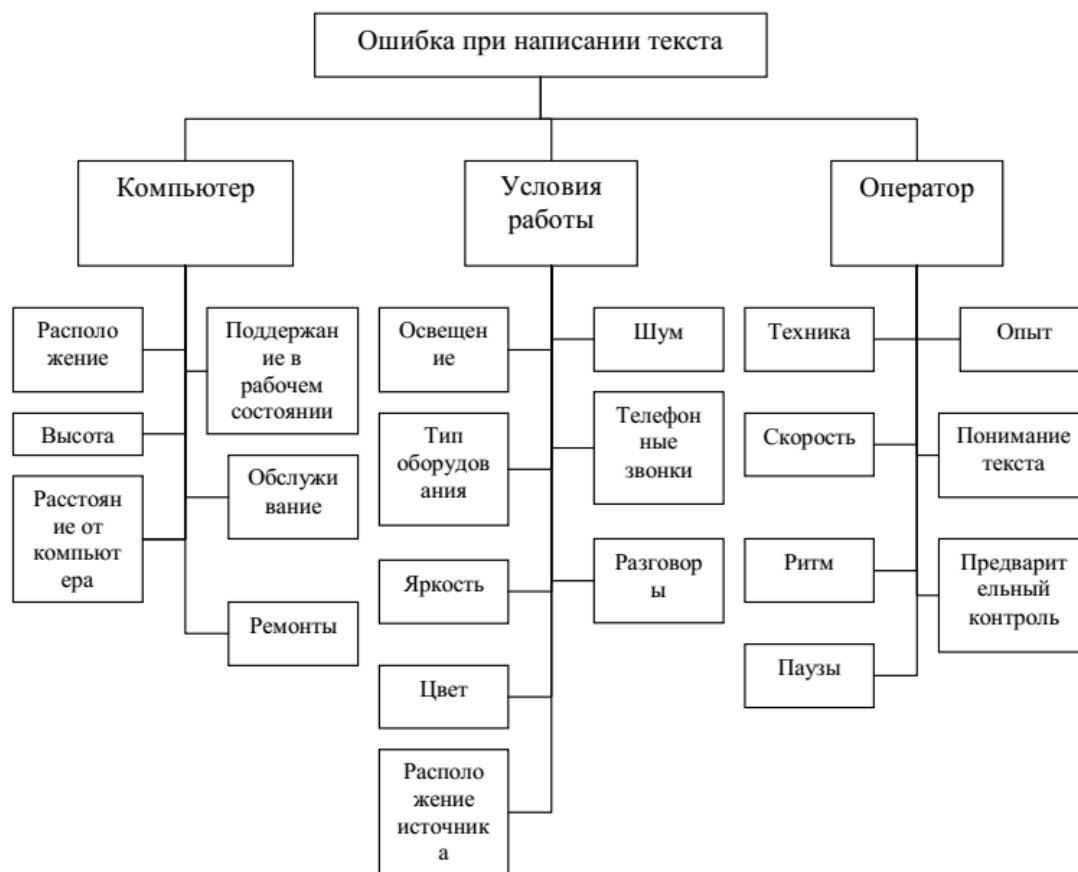 Ошибка при написании текста
Компьютер
Условия
работы
Оператор
Располо
жение
Поддержан
ие в
рабочем
состоянии
Высота
Обслужи
вание
Расстоян
ие от
компьют
ера
Ремонты
Освещен
ие
Шум
Тип
оборудов
ания
Телефон
ные
звонки
Яркость
Разговор
ы
Цвет
Располо
жение
источник
а
Техника
Опыт
Скорость
Понимание
текста
Ритм
Предварит
ельный
контроль
Паузы